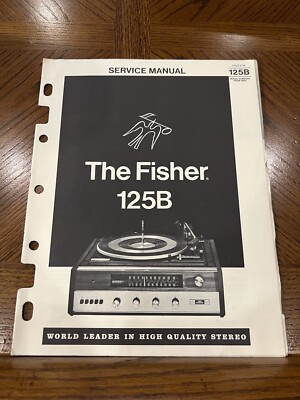 SERVICE MANUAL
125B
The Fisher
125B
WORLD LEADER IN HIGH QUALITY STEREO